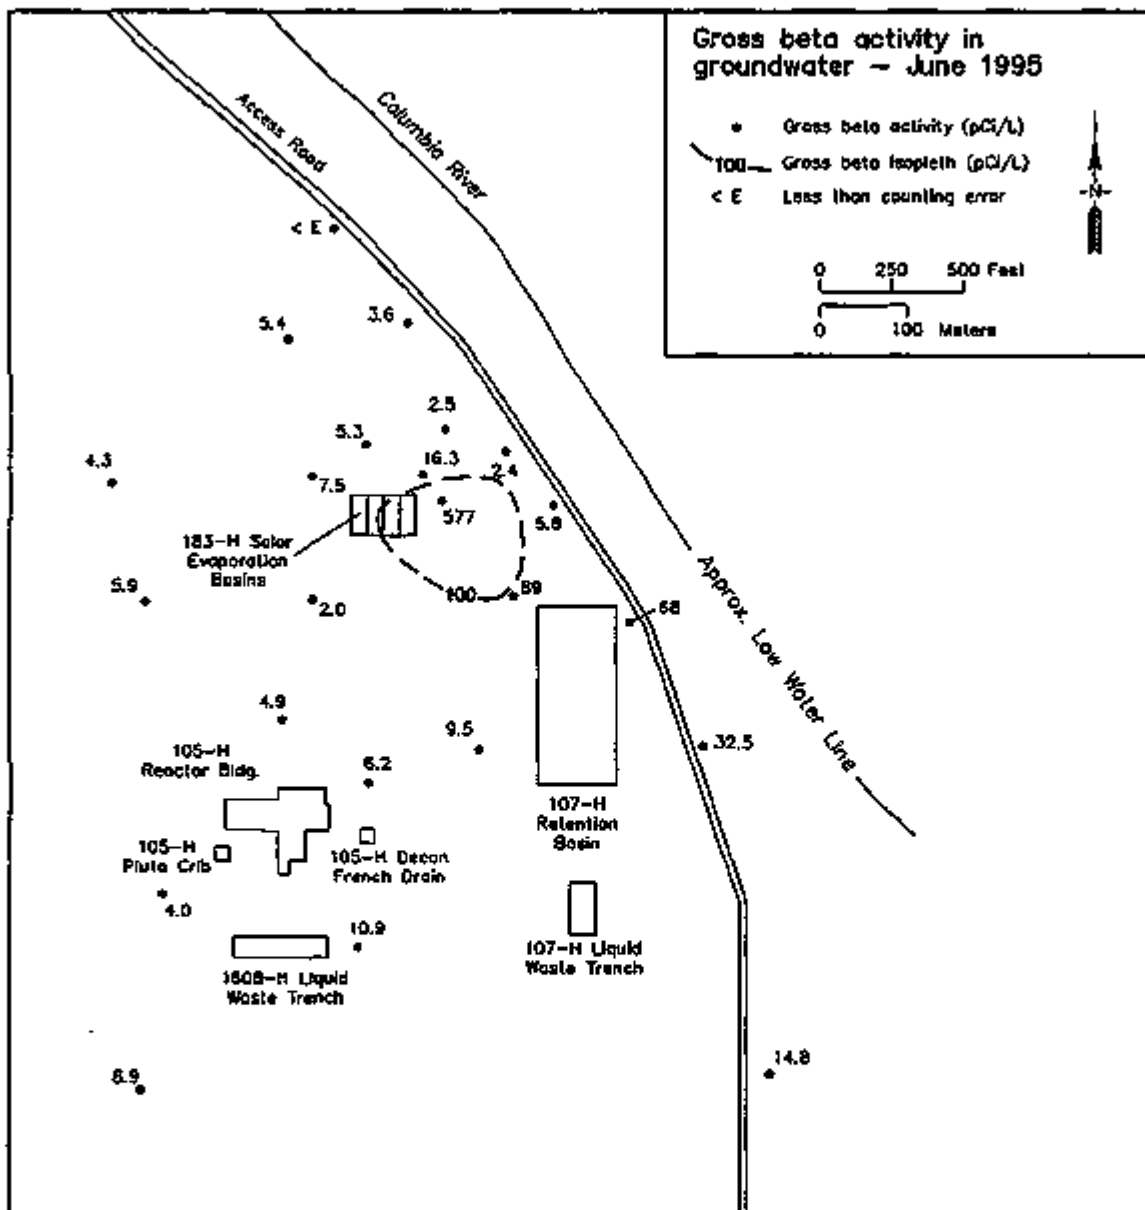 Gross beta activity in
groundwater – June 1995
Gross beta activity (pCi/L)
100 Gross beta isopleth (pCi/L)
< E Less than counting error
-N-
0 250 500 Feet
0 100 Meters
Access Road
Columbia River
< E
5.4
3.6
2.5
5.3
4.3
16.3
2.4
7.5
577
5.8
183-H Solar
Evaporation
Basins
5.9
2.0
100
89
68
Approx. Low Water Line
4.9
9.5
32.5
105-H
Reactor Bldg.
6.2
107-H
Retention
Basin
105-H
Pluto Crib
105-H Decon
French Drain
4.0
10.9
107-H Liquid
Waste Trench
1608-H Liquid
Waste Trench
14.8